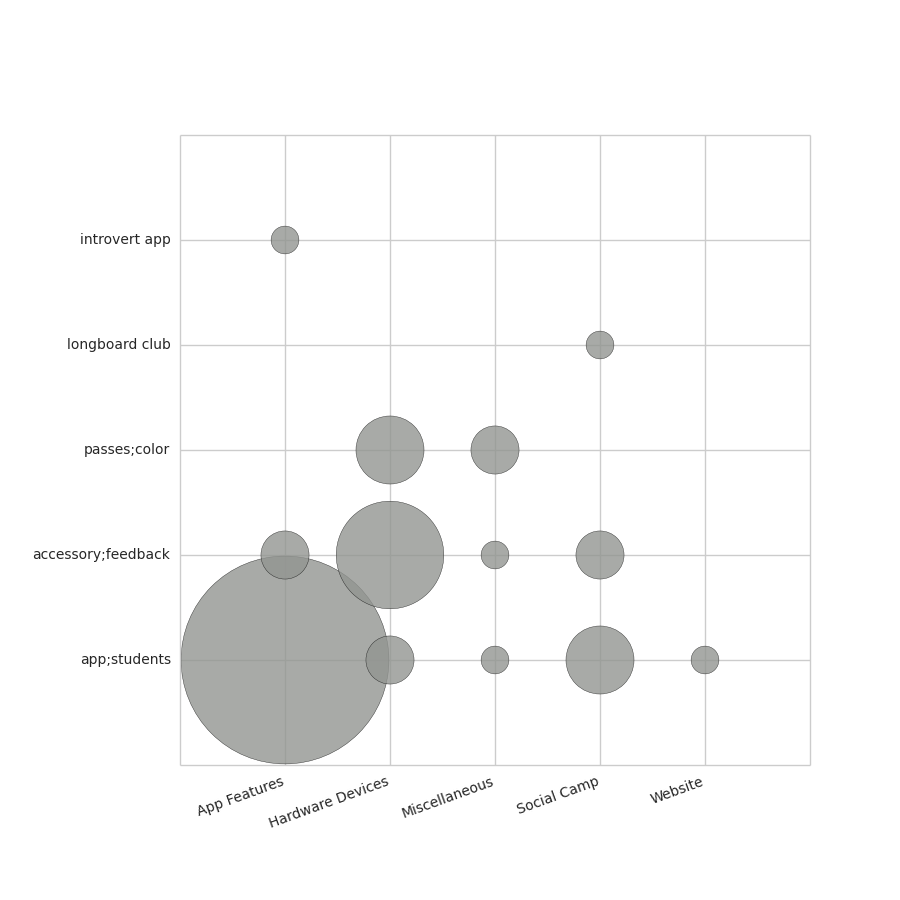 introvert app
longboard club
passes;color
accessory;feedback
app;students
App Features
Hardware Devices
Miscellaneous
Social Camp
Website